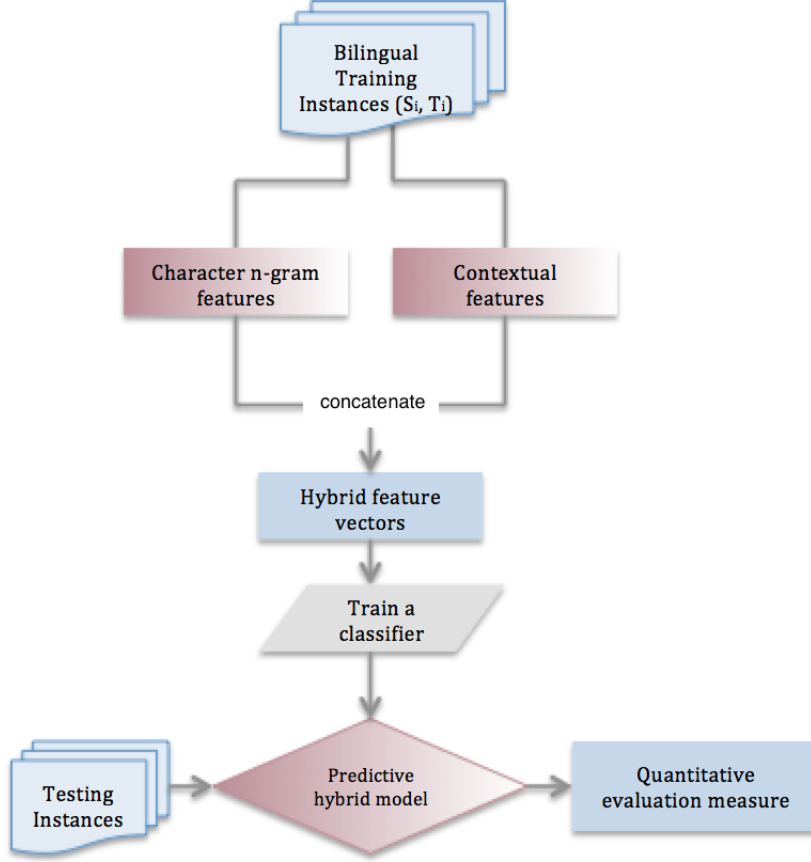 Bilingual
Training
Instances (Si, Ti)
Character n-gram
features
Contextual
features
concatenate
Hybrid feature
vectors
Train a
classifier
Testing
Instances
Predictive
hybrid model
Quantitative
evaluation measure